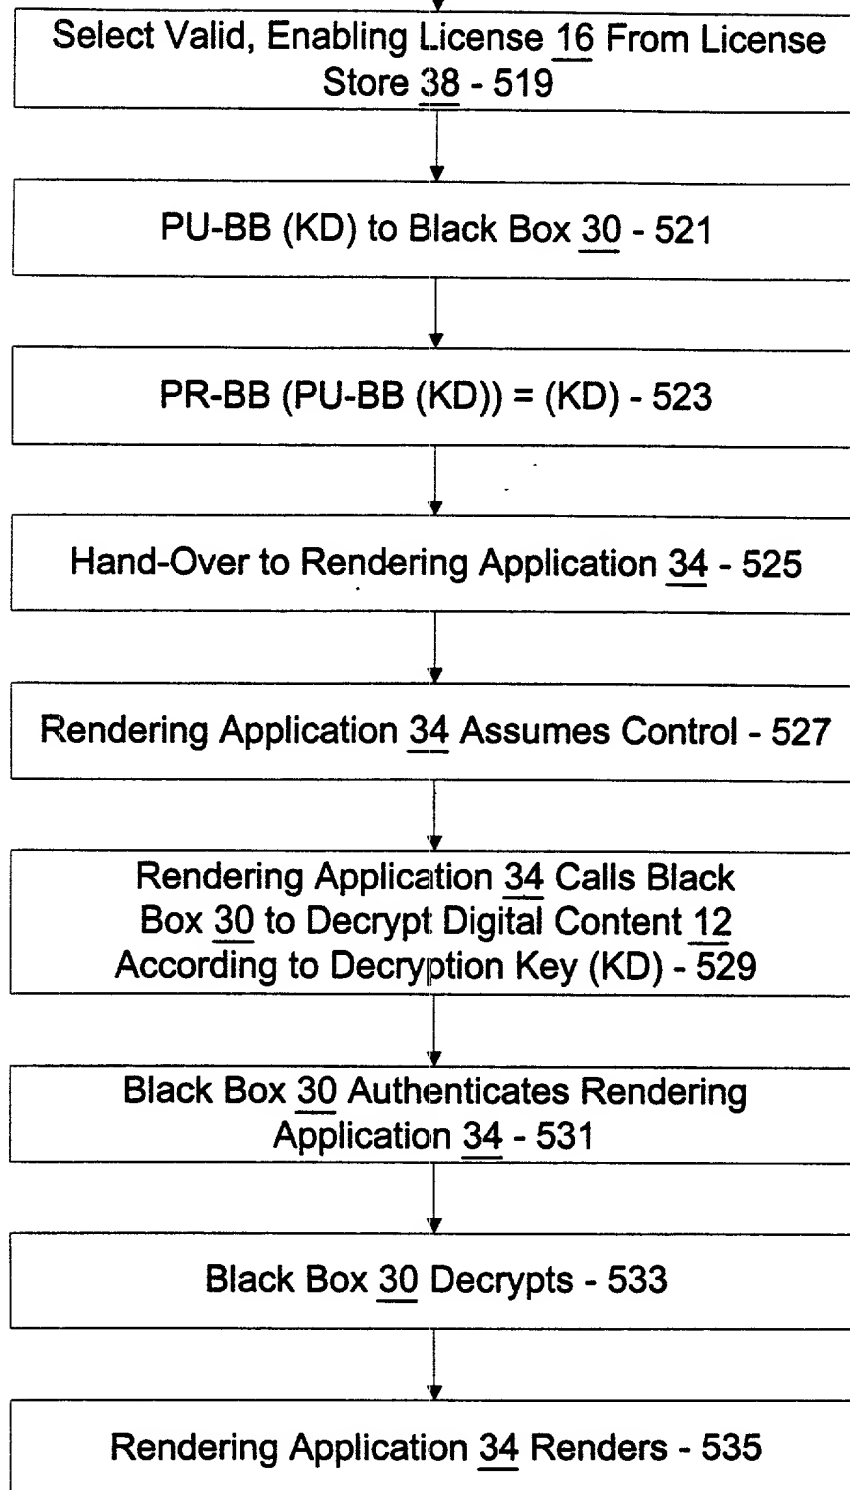 Select Valid, Enabling License 16 From License
Store 38 - 519
PU-BB (KD) to Black Box 30 - 521
PR-BB (PU-BB (KD)) = (KD) - 523
Hand-Over to Rendering Application 34 - 525
Rendering Application 34 Assumes Control - 527
Rendering Application 34 Calls Black
Box 30 to Decrypt Digital Content 12
According to Decryption Key (KD) - 529
Black Box 30 Authenticates Rendering
Application 34 - 531
Black Box 30 Decrypts - 533
Rendering Application 34 Renders - 535